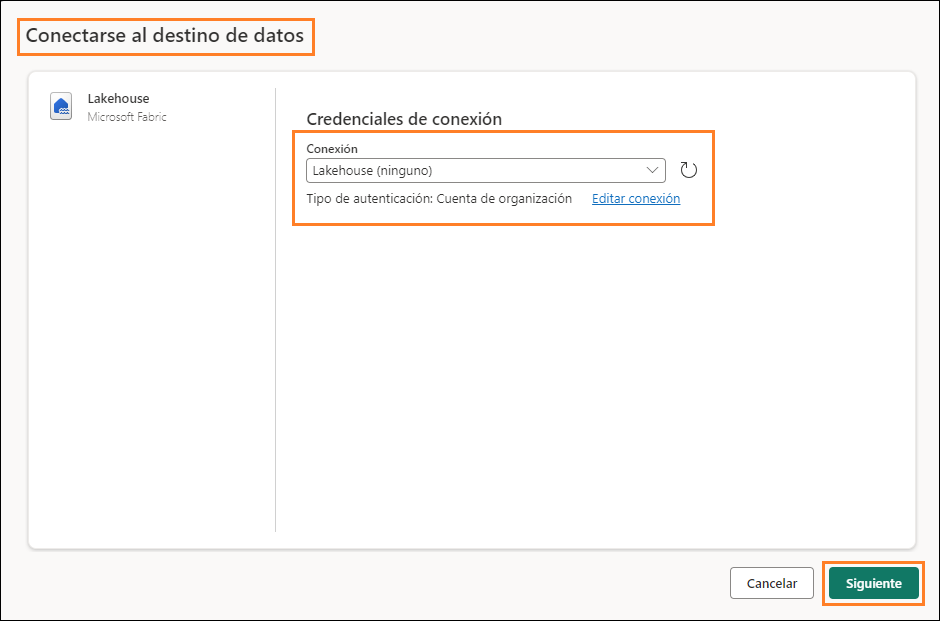 Conectarse al destino de datos
Lakehouse
Microsoft Fabric
Credenciales de conexión
Conexión
Lakehouse (ninguno)
Tipo de autenticación: Cuenta de organización Editar conexión
Cancelar Siguiente